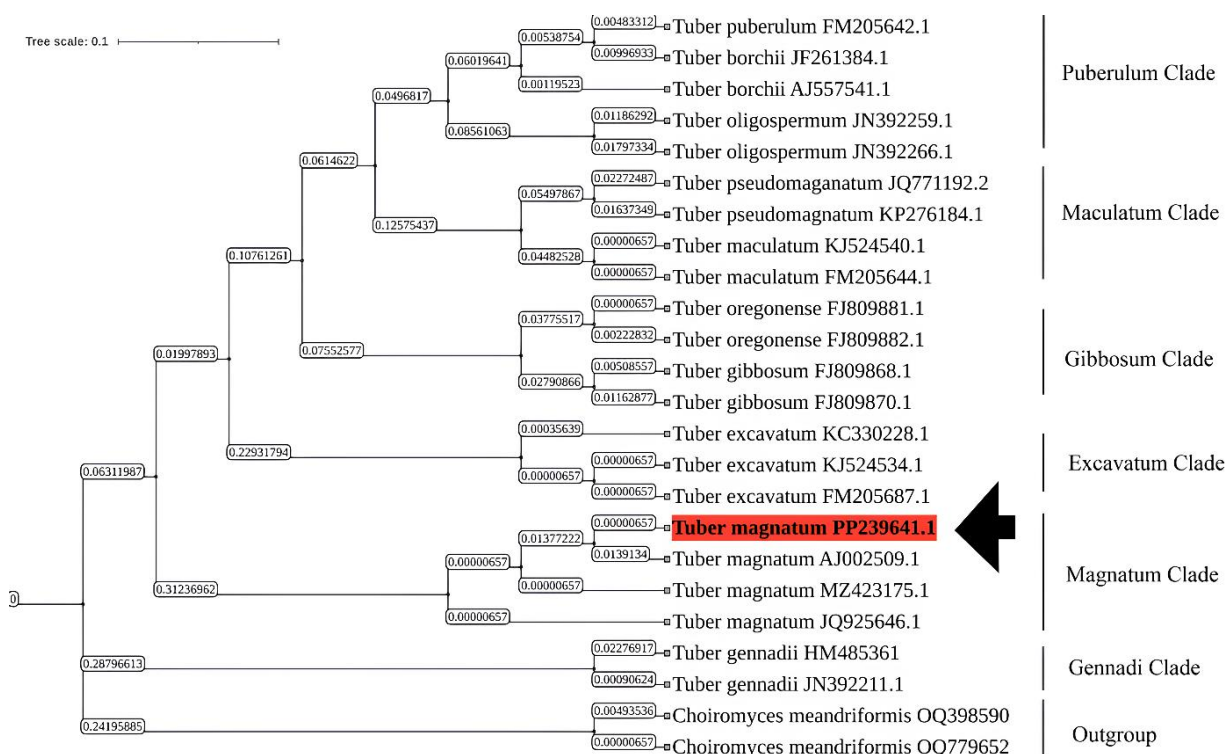 Tree scale: 0.1
0.00483312
Tuber puberulum FM205642.1
0.00538754
0.00996933
Tuber borchii JF261384.1
0.06019641
0.00119523
Tuber borchii AJ557541.1
Puberulum Clade
0.0496817
0.01186292
Tuber oligospermum JN392259.1
0.08561063
0.01797334
Tuber oligospermum JN392266.1
0.0614622
0.02272487
Tuber pseudomaganatum JQ771192.2
0.05497867
0.01637349
Tuber pseudomagnatum KP276184.1
Maculatum Clade
0.12575437
0.00000657
Tuber maculatum KJ524540.1
0.04482528
0.00000657
Tuber maculatum FM205644.1
0.10761261
0.00000657
Tuber oregonense FJ809881.1
0.03775517
0.00222832
Tuber oregonense FJ809882.1
0.07552577
Gibbosum Clade
0.01997893
0.00508557
Tuber gibbosum FJ809868.1
0.02790866
0.01162877
Tuber gibbosum FJ809870.1
0.00035639
Tuber excavatum KC330228.1
0.22931794
0.00000657
Tuber excavatum KJ524534.1
Excavatum Clade
0.00000657
0.00000657
Tuber excavatum FM205687.1
0.06311987
0.00000657
Tuber magnatum PP239641.1
0.01377222
0.0139134
Tuber magnatum AJ002509.1
0.00000657
Magnatum Clade
0.31236962
0.00000657
Tuber magnatum MZ423175.1
0
0.00000657
Tuber magnatum JQ925646.1
0.02276917
Tuber gennadii HM485361
0.28796613
Gennadi Clade
0.00090624
Tuber gennadii JN392211.1
0.00493536
Choiromyces meandriformis OQ398590
0.24195885
Outgroup
0.00000657
Choiromyces meandriformis OQ779652